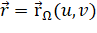 r⃗ = r⃗_Ω(u, v)